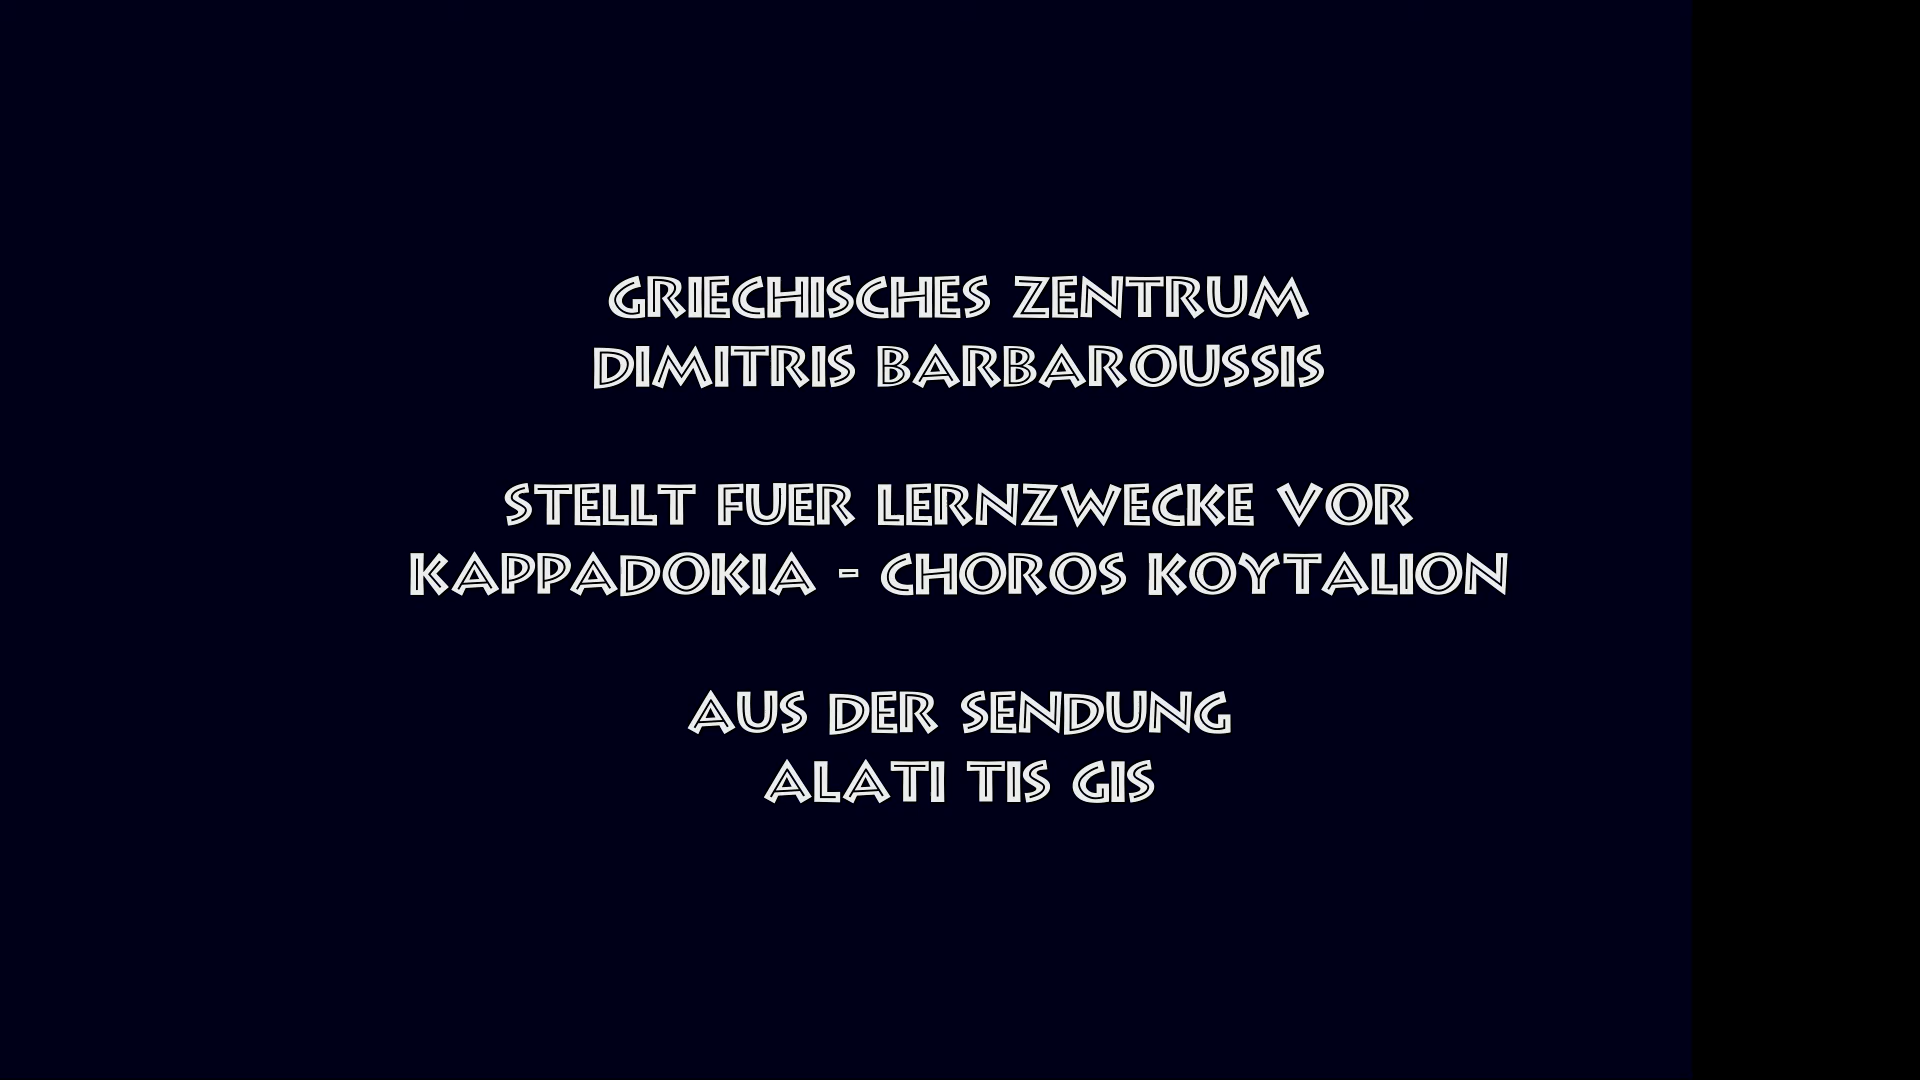 GRIECHISCHES ZENTRUM
DIMITRIS BARBAROUSSIS
STELLT FUER LERNZWECKE VOR
KAPPADOKIA - CHOROS KOYTALION
AUS DER SENDUNG
ALATI TIS GIS